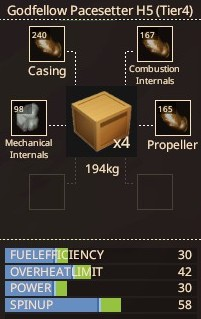 Godfellow Pacesetter H5 (Tier4)
240
167
Casing
Combustion
Internals
98
165
x4
Mechanical
Internals
Propeller
194kg
FUELEFFICIENCY 30
OVERHEATLIMIT 42
POWER 30
SPINUP 58